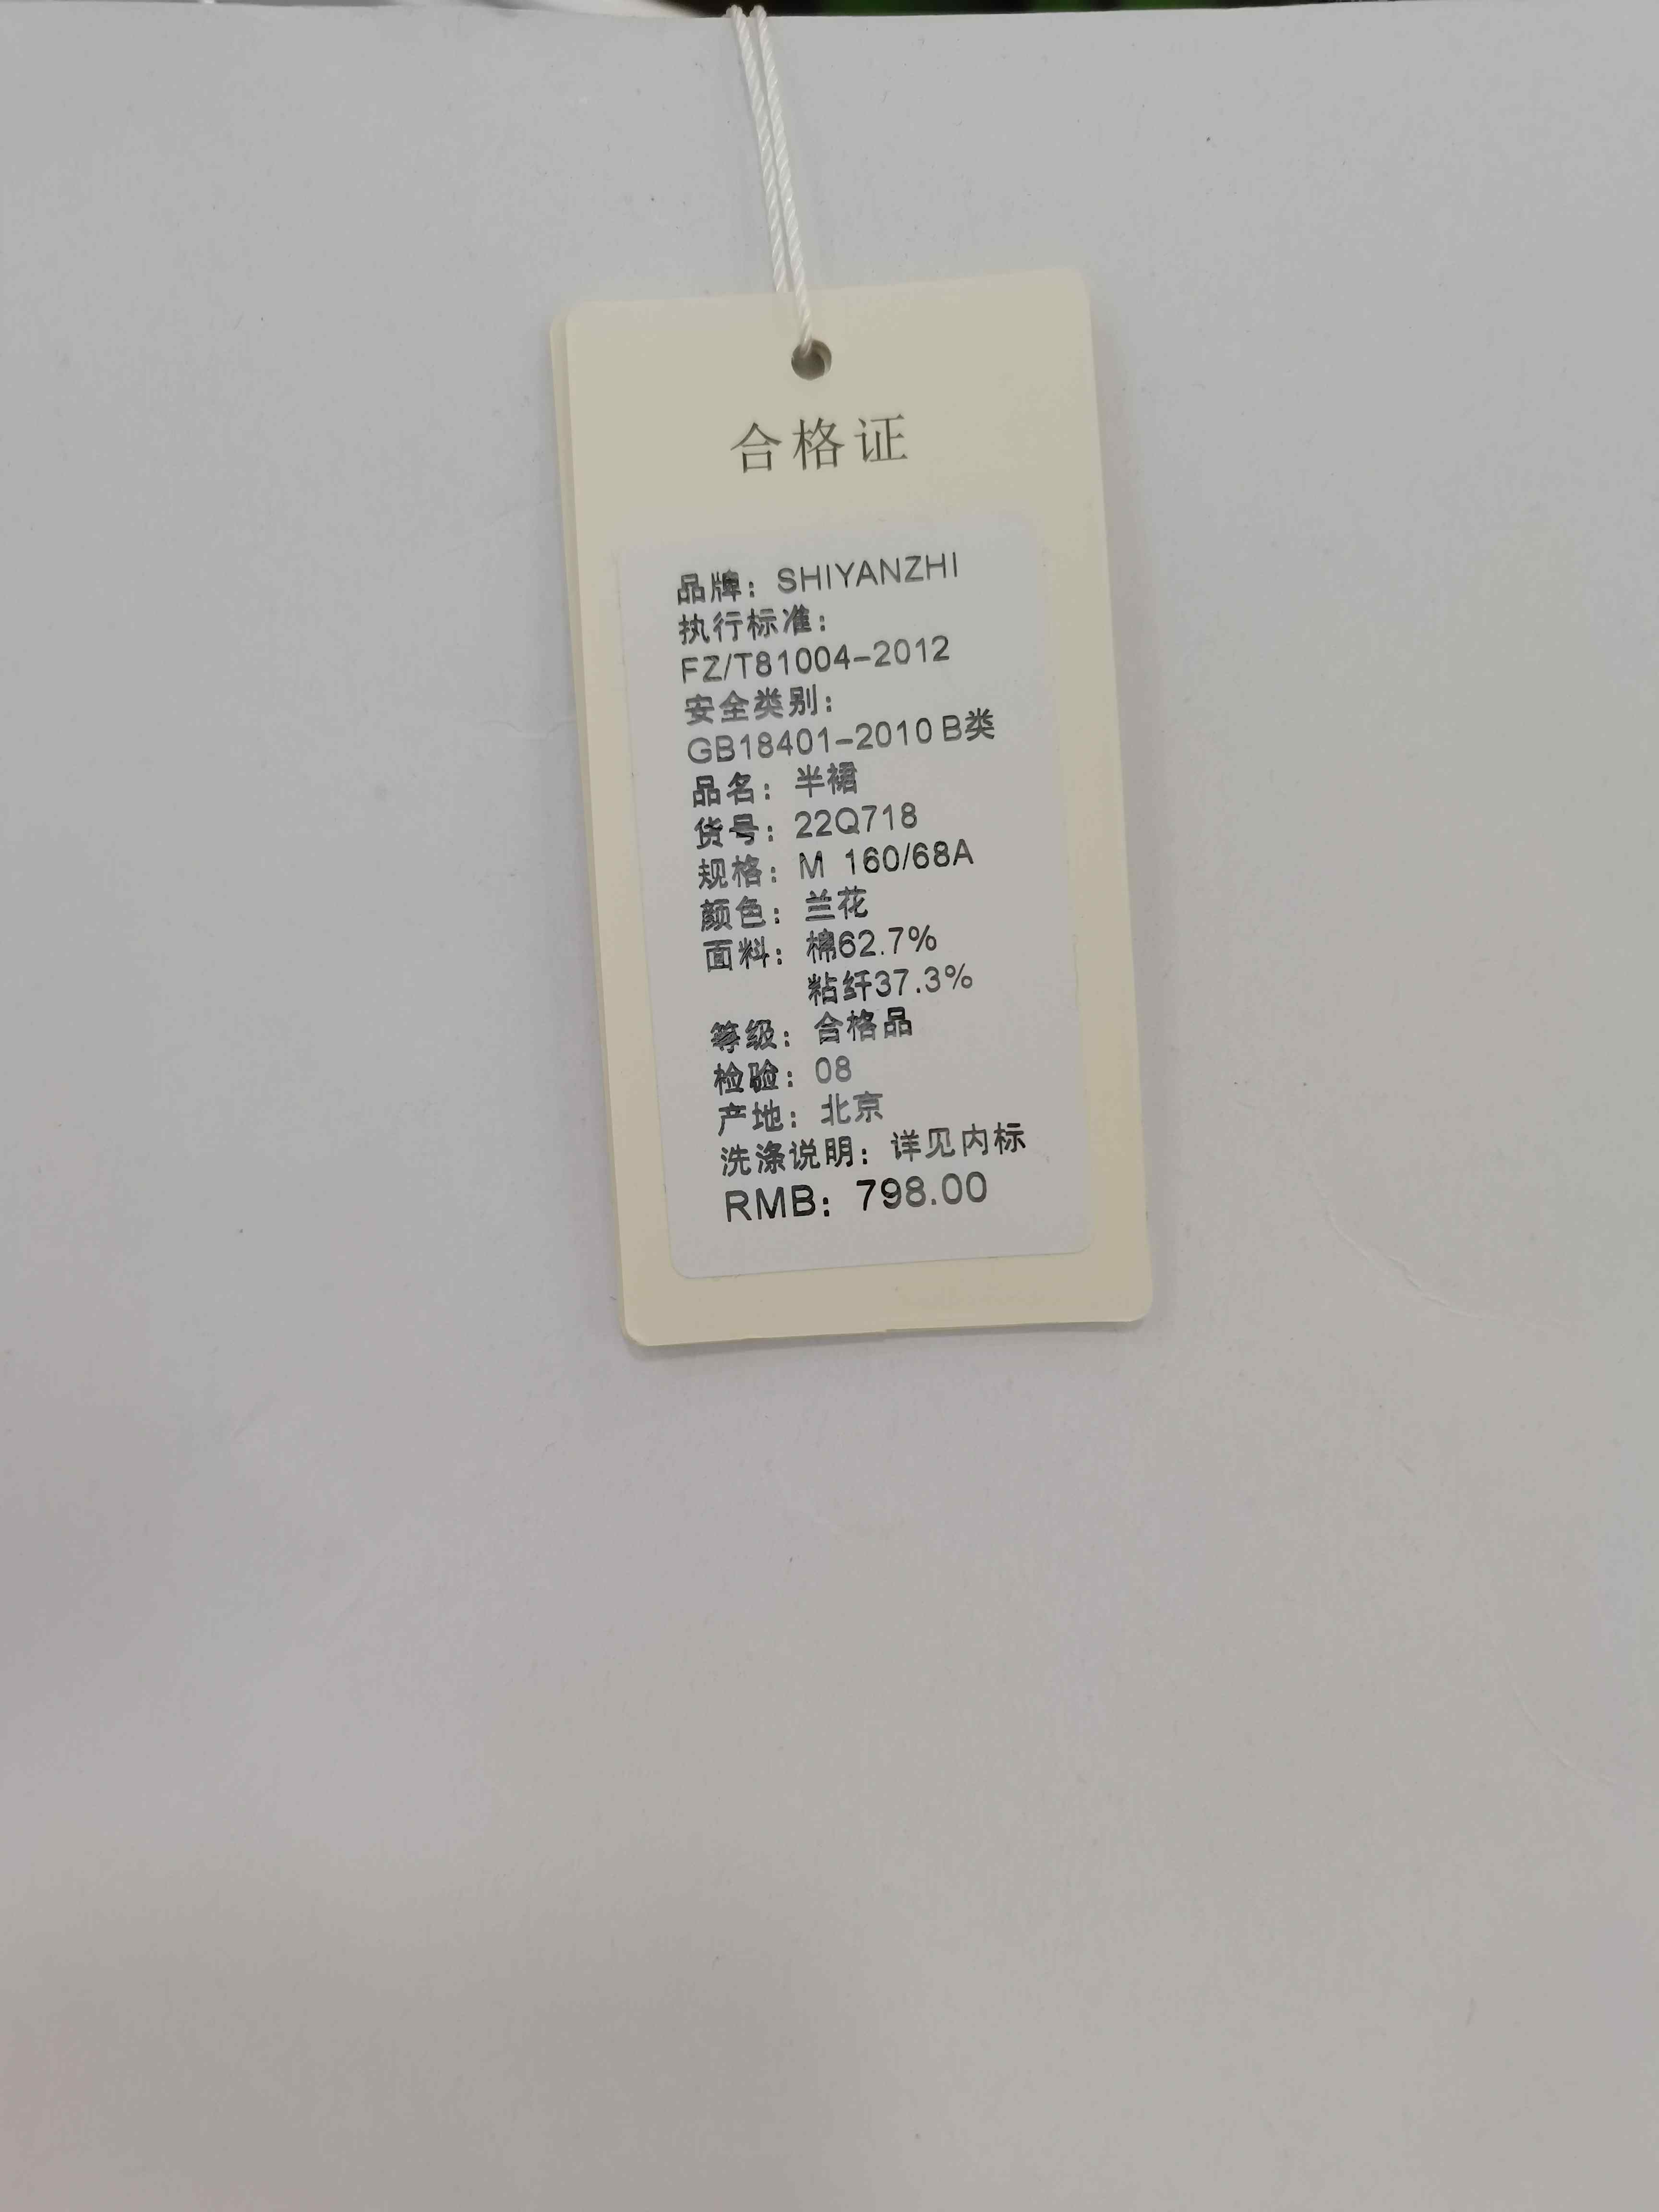 合格证
品牌：SHIYANZHI
执行标准：
FZ/T81004-2012
安全类别：
GB18401-2010 B类
品名：半裙
货号：22Q718
规格：M 160/68A
颜色：兰花
面料：棉62.7%
粘纤37.3%
等级：合格品
检验：08
产地：北京
洗涤说明：详见内标
RMB：798.00